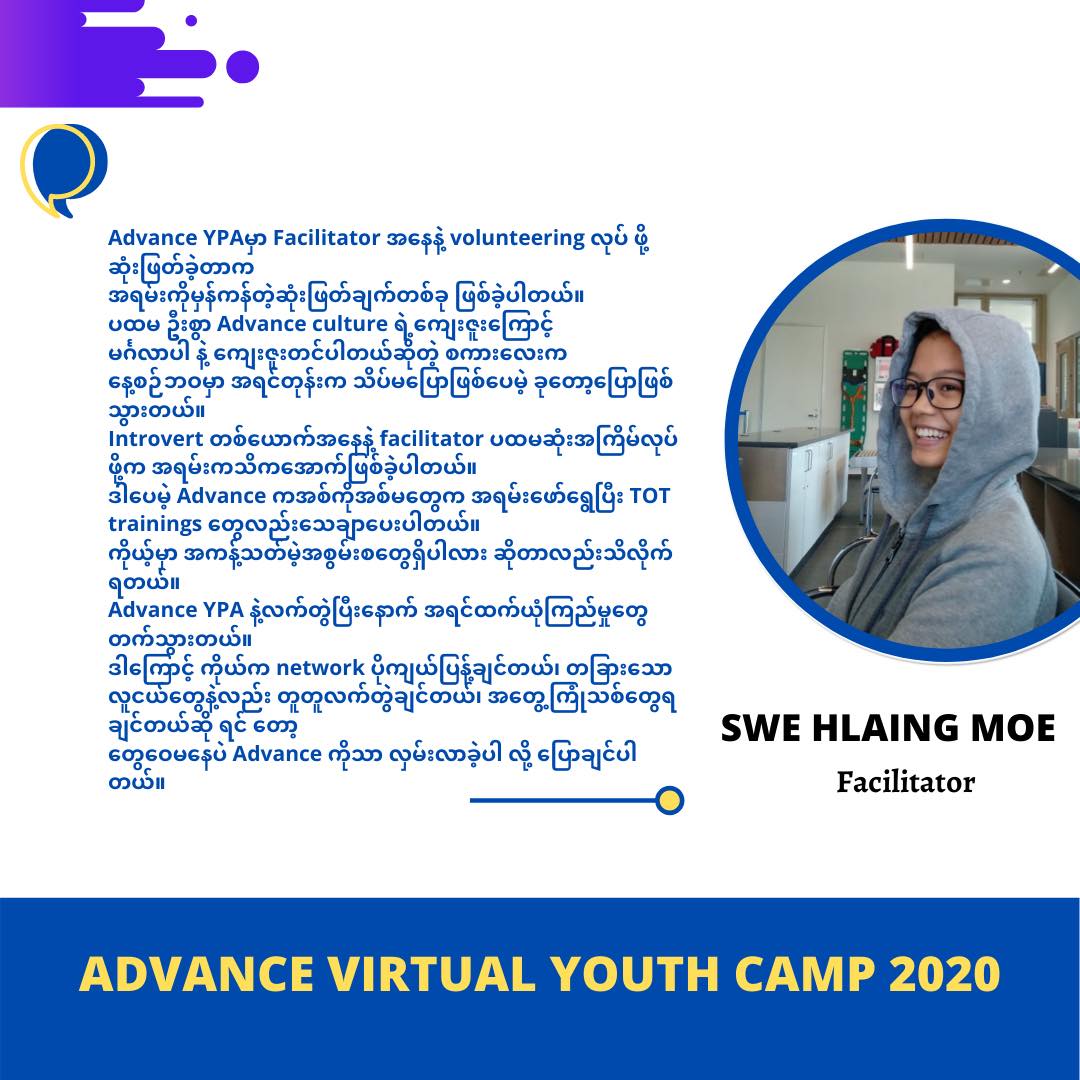 Advance YPAမှာ Facilitator အနေနဲ့ volunteering လုပ် ဖို့
ဆုံးဖြတ်ခဲ့တာက
အရမ်းကိုမှန်ကန်တဲ့ဆုံးဖြတ်ချက်တစ်ခု ဖြစ်ခဲ့ပါတယ်။
ပထမ ဦးစွာ Advance culture ရဲ့ကျေးဇူးကြောင့်
မင်္ဂလာပါ နဲ့ ကျေးဇူးတင်ပါတယ်ဆိုတဲ့ စကားလေးက
နေ့စဉ်ဘဝမှာ အရင်တုန်းက သိပ်မပြောဖြစ်ပေမဲ့ ခုတော့ပြောဖြစ်
သွားတယ်။
Introvert တစ်ယောက်အနေနဲ့ facilitator ပထမဆုံးအကြိမ်လုပ်
ဖို့က အရမ်းကသိကအောက်ဖြစ်ခဲ့ပါတယ်။
ဒါပေမဲ့ Advance ကအစ်ကိုအစ်မတွေက အရမ်းဖော်ရွေပြီး TOT
trainings တွေလည်းသေချာပေးပါတယ်။
ကိုယ့်မှာ အကန့်သတ်မဲ့အစွမ်းစတွေရှိပါလား ဆိုတာလည်းသိလိုက်
ရတယ်။
Advance YPA နဲ့လက်တွဲပြီးနောက် အရင်ထက်ယုံကြည်မှုတွေ
တက်သွားတယ်။
ဒါကြောင့် ကိုယ်က network ပိုကျယ်ပြန့်ချင်တယ်၊ တခြားသော
လူငယ်တွေနဲ့လည်း တူတူလက်တွဲချင်တယ်၊ အတွေ့ကြုံသစ်တွေရ
ချင်တယ်ဆို ရင် တော့
တွေဝေမနေပဲ Advance ကိုသာ လှမ်းလာခဲ့ပါ လို့ ပြောချင်ပါ
တယ်။
SWE HLAING MOE
Facilitator
ADVANCE VIRTUAL YOUTH CAMP 2020